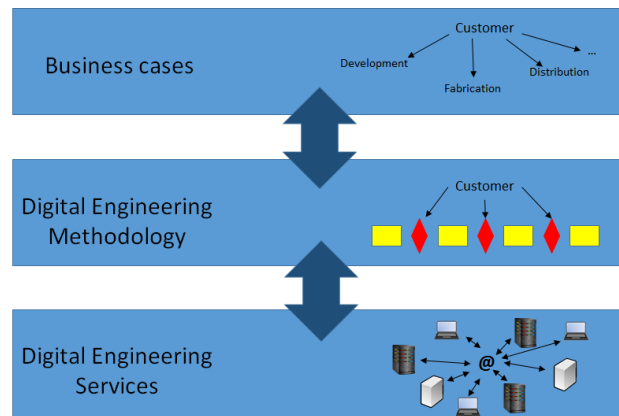 Business cases
Customer
Development
Fabrication
Distribution
...
Digital Engineering
Methodology
Customer
Digital Engineering
Services
@